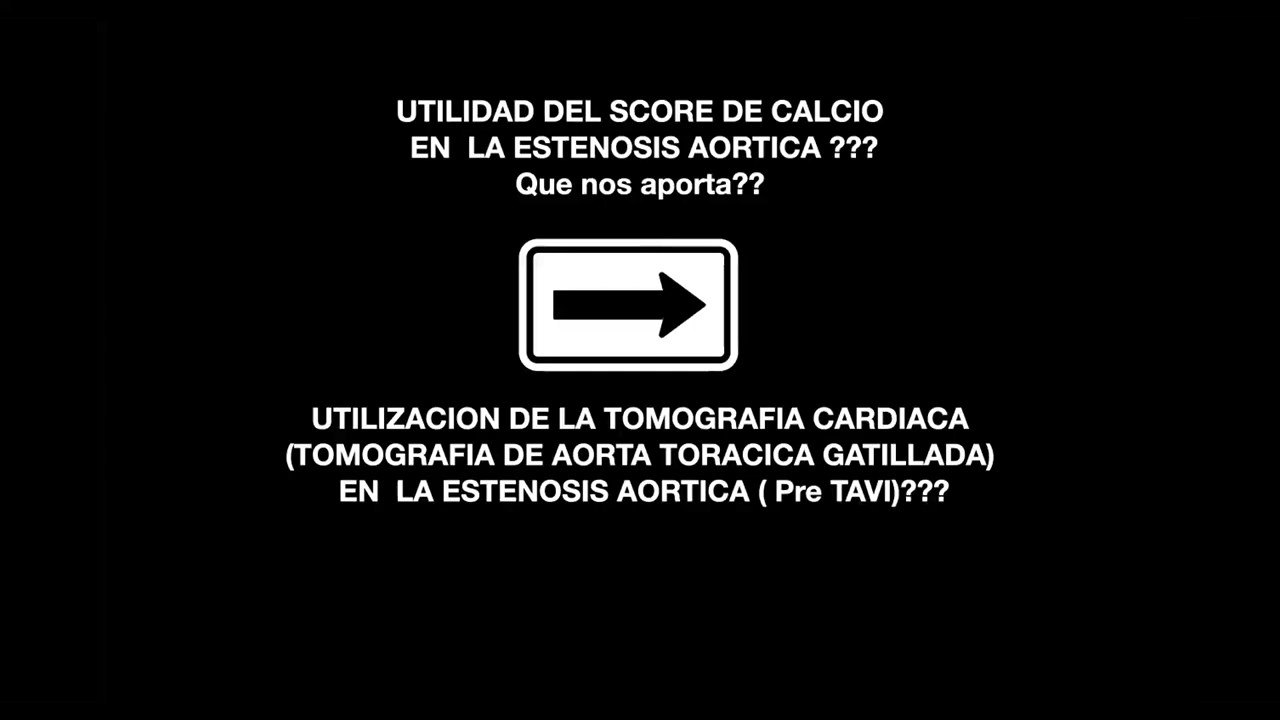 UTILIDAD DEL SCORE DE CALCIO
EN LA ESTENOSIS AORTICA ???
Que nos aporta??
UTILIZACION DE LA TOMOGRAFIA CARDIACA
(TOMOGRAFIA DE AORTA TORACICA GATILLADA)
EN LA ESTENOSIS AORTICA ( Pre TAVI)???